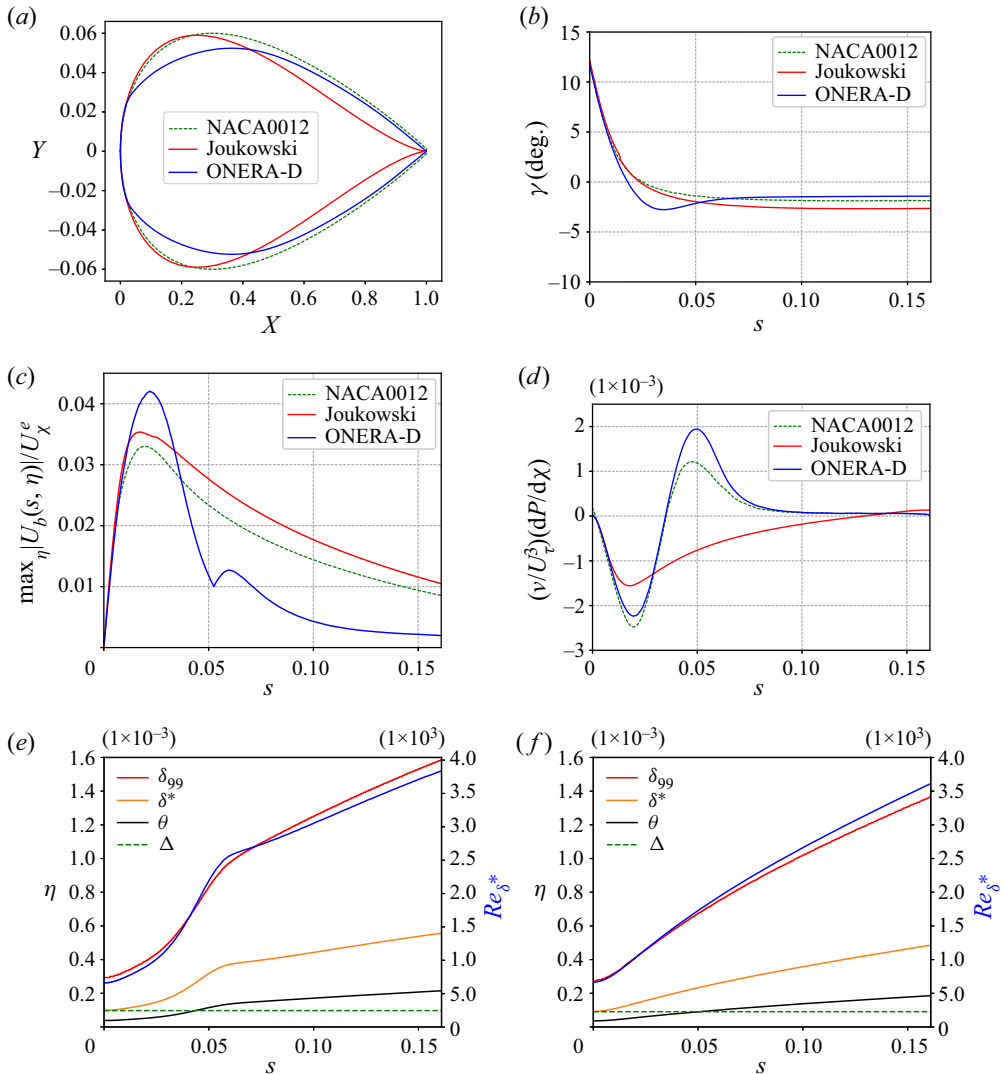 (a)
0.06
0.04
0.02
Y
0
−0.02
−0.04
−0.06
NACA0012
Joukowski
ONERA-D
0 0.2 0.4 0.6 0.8 1.0
X
(b)
15
10
5
0
−5
−10
γ (deg.)
NACA0012
Joukowski
ONERA-D
0 0.05 0.10 0.15
s
(c)
0.04
0.03
0.02
0.01
max_η|U_b(s, η)|/U_χ^e
NACA0012
Joukowski
ONERA-D
0 0.05 0.10 0.15
s
(d)
(1×10⁻³)
2
1
0
−1
−2
−3
(ν/U_τ³)(dP/dχ)
NACA0012
Joukowski
ONERA-D
0 0.05 0.10 0.15
s
(e)
(1×10⁻³) (1×10³)
1.6
1.4
1.2
1.0
η
0.8
0.6
0.4
0.2
δ₉₉
δ*
θ
Δ
4.0
3.5
3.0
2.5
2.0
1.5
1.0
5.0
0
Re_δ*
0 0.05 0.10 0.15
s
(f)
(1×10⁻³) (1×10³)
1.6
1.4
1.2
1.0
η
0.8
0.6
0.4
0.2
δ₉₉
δ*
θ
Δ
4.0
3.5
3.0
2.5
2.0
1.5
1.0
5.0
0
Re_δ*
0 0.05 0.10 0.15
s